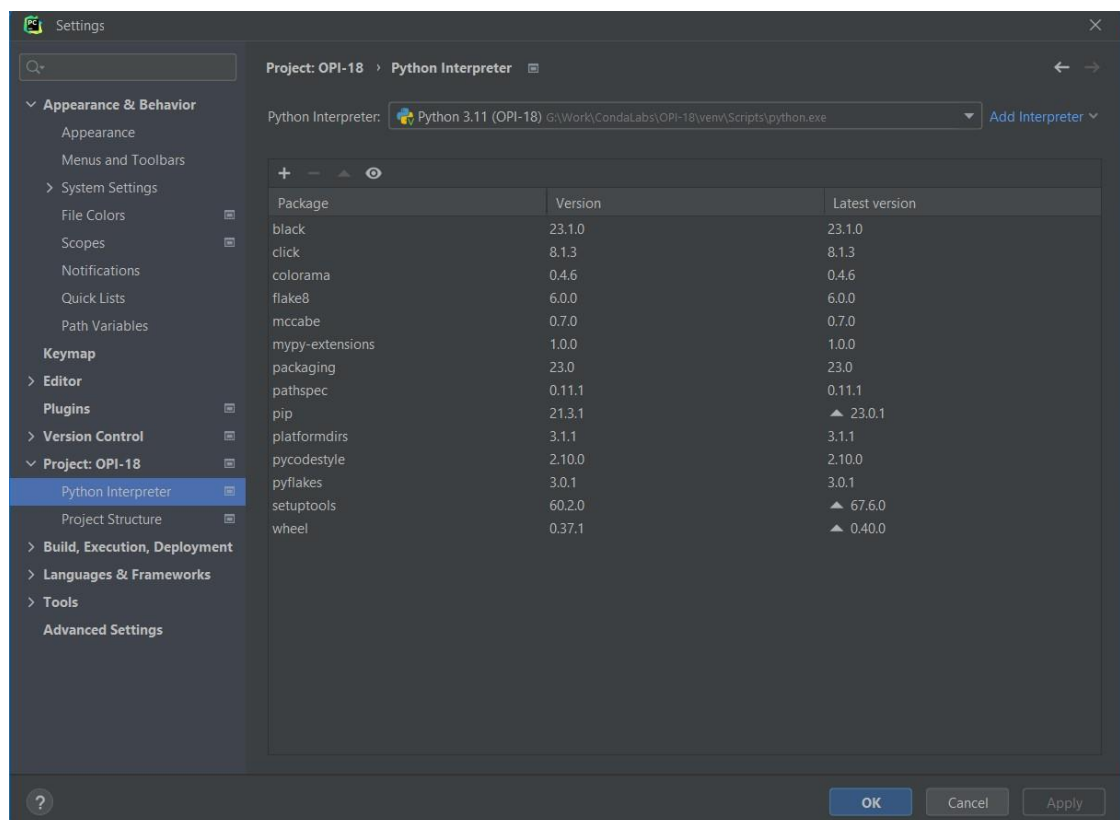 PC
Settings
Project: OPI-18 › Python Interpreter
Appearance & Behavior
Appearance
Menus and Toolbars
System Settings
File Colors
Scopes
Notifications
Quick Lists
Path Variables
Keymap
Editor
Plugins
Version Control
Project: OPI-18
Python Interpreter
Project Structure
Build, Execution, Deployment
Languages & Frameworks
Tools
Advanced Settings
Python Interpreter: Python 3.11 (OPI-18) G:\Work\CondaLabs\OPI-18\venv\Scripts\python.exe Add Interpreter
Package Version Latest version
black 23.1.0 23.1.0
click 8.1.3 8.1.3
colorama 0.4.6 0.4.6
flake8 6.0.0 6.0.0
mccabe 0.7.0 0.7.0
mypy-extensions 1.0.0 1.0.0
packaging 23.0 23.0
pathspec 0.11.1 0.11.1
pip 21.3.1 ▲ 23.0.1
platformdirs 3.1.1 3.1.1
pycodestyle 2.10.0 2.10.0
pyflakes 3.0.1 3.0.1
setuptools 60.2.0 ▲ 67.6.0
wheel 0.37.1 ▲ 0.40.0
? OK Cancel Apply